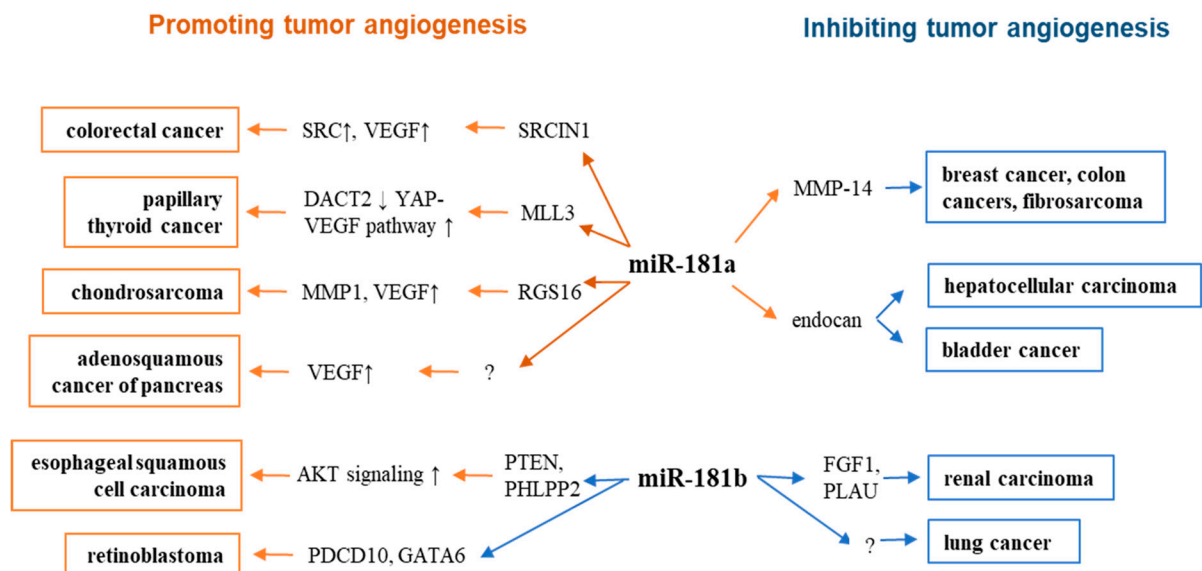 Promoting tumor angiogenesis
Inhibiting tumor angiogenesis
colorectal cancer
SRC↑, VEGF↑
SRCIN1
papillary
thyroid cancer
DACT2 ↓ YAP-
VEGF pathway ↑
MLL3
chondrosarcoma
MMP1, VEGF↑
RGS16
adenosquamous
cancer of pancreas
VEGF↑
?
miR-181a
MMP-14
breast cancer, colon
cancers, fibrosarcoma
endocan
hepatocellular carcinoma
bladder cancer
esophageal squamous
cell carcinoma
AKT signaling ↑
PTEN,
PHLPP2
retinoblastoma
PDCD10, GATA6
miR-181b
FGF1,
PLAU
renal carcinoma
?
lung cancer